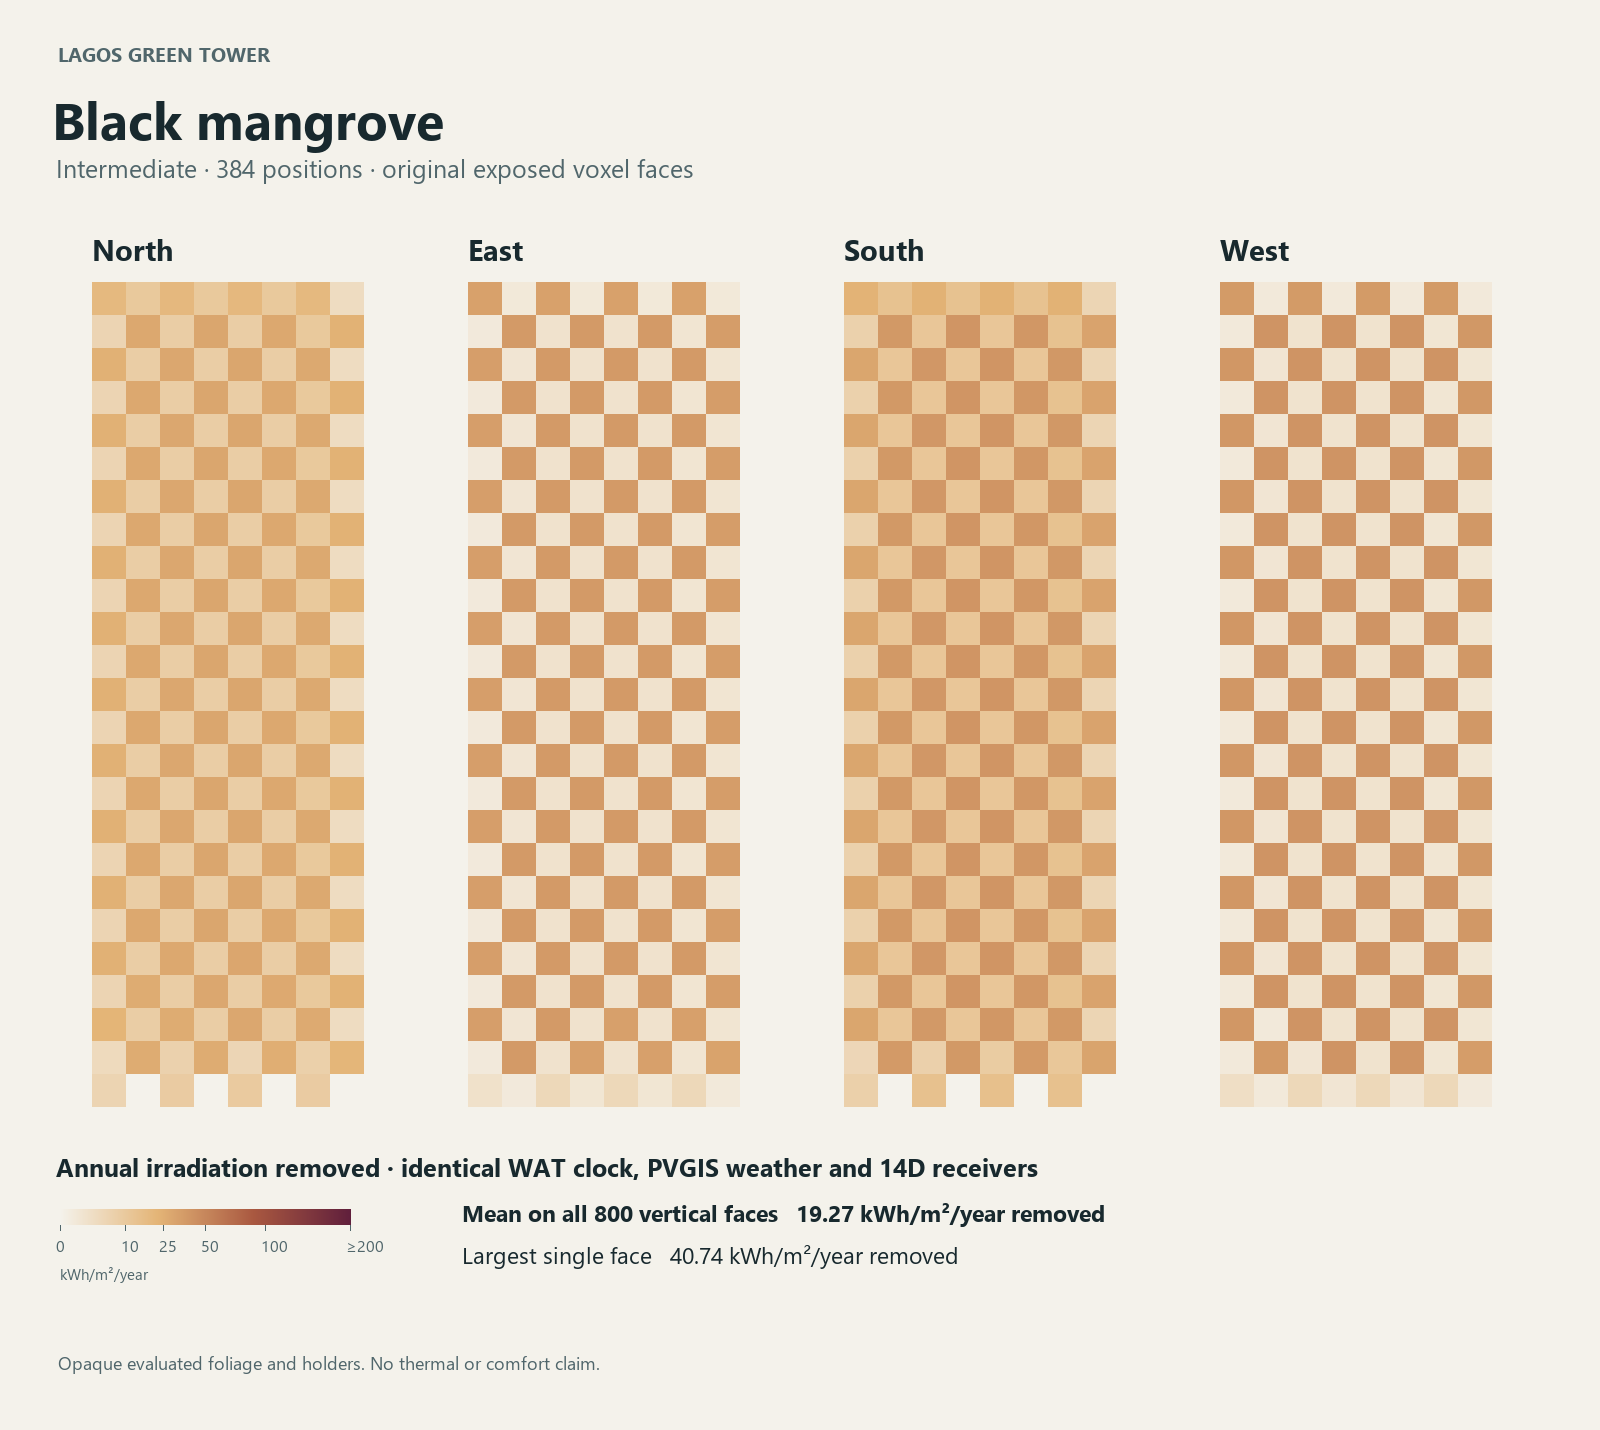 LAGOS GREEN TOWER
Black mangrove
Intermediate · 384 positions · original exposed voxel faces
North East South West
Annual irradiation removed · identical WAT clock, PVGIS weather and 14D receivers
Mean on all 800 vertical faces 19.27 kWh/m²/year removed
0 10 25 50 100 ≥200
Largest single face 40.74 kWh/m²/year removed
kWh/m²/year
Opaque evaluated foliage and holders. No thermal or comfort claim.